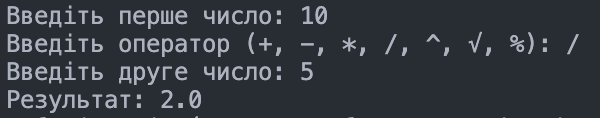 Введіть перше число: 10
Введіть оператор (+, -, *, /, ^, √, %): /
Введіть друге число: 5
Результат: 2.0